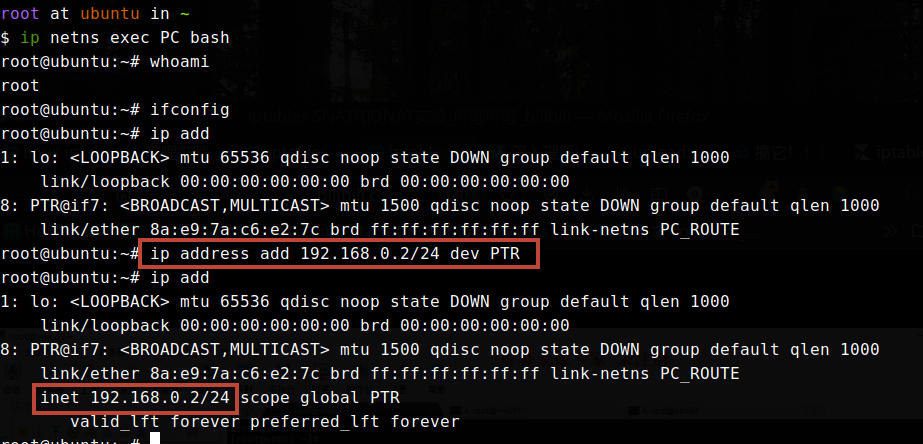 root at ubuntu in ~
$ ip netns exec PC bash
root@ubuntu:~# whoami
root
root@ubuntu:~# ifconfig
root@ubuntu:~# ip add
1: lo: <LOOPBACK> mtu 65536 qdisc noop state DOWN group default qlen 1000
    link/loopback 00:00:00:00:00:00 brd 00:00:00:00:00:00
8: PTR@if7: <BROADCAST,MULTICAST> mtu 1500 qdisc noop state DOWN group default qlen 1000
    link/ether 8a:e9:7a:c6:e2:7c brd ff:ff:ff:ff:ff:ff link-netns PC_ROUTE
root@ubuntu:~# ip address add 192.168.0.2/24 dev PTR
root@ubuntu:~# ip add
1: lo: <LOOPBACK> mtu 65536 qdisc noop state DOWN group default qlen 1000
    link/loopback 00:00:00:00:00:00 brd 00:00:00:00:00:00
8: PTR@if7: <BROADCAST,MULTICAST> mtu 1500 qdisc noop state DOWN group default qlen 1000
    link/ether 8a:e9:7a:c6:e2:7c brd ff:ff:ff:ff:ff:ff link-netns PC_ROUTE
    inet 192.168.0.2/24 scope global PTR
       valid_lft forever preferred_lft forever
root@ubuntu:~#